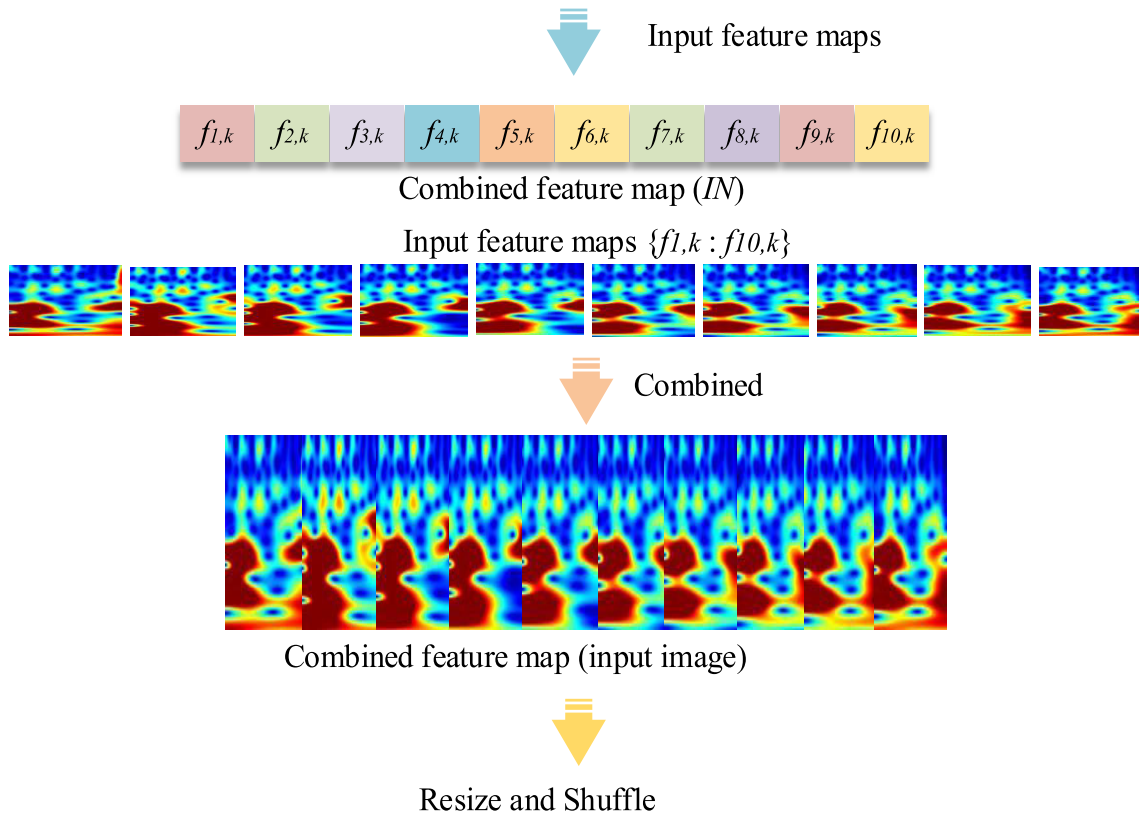 Input feature maps
f1,k f2,k f3,k f4,k f5,k f6,k f7,k f8,k f9,k f10,k
Combined feature map (IN)
Input feature maps {f1,k : f10,k}
Combined
Combined feature map (input image)
Resize and Shuffle